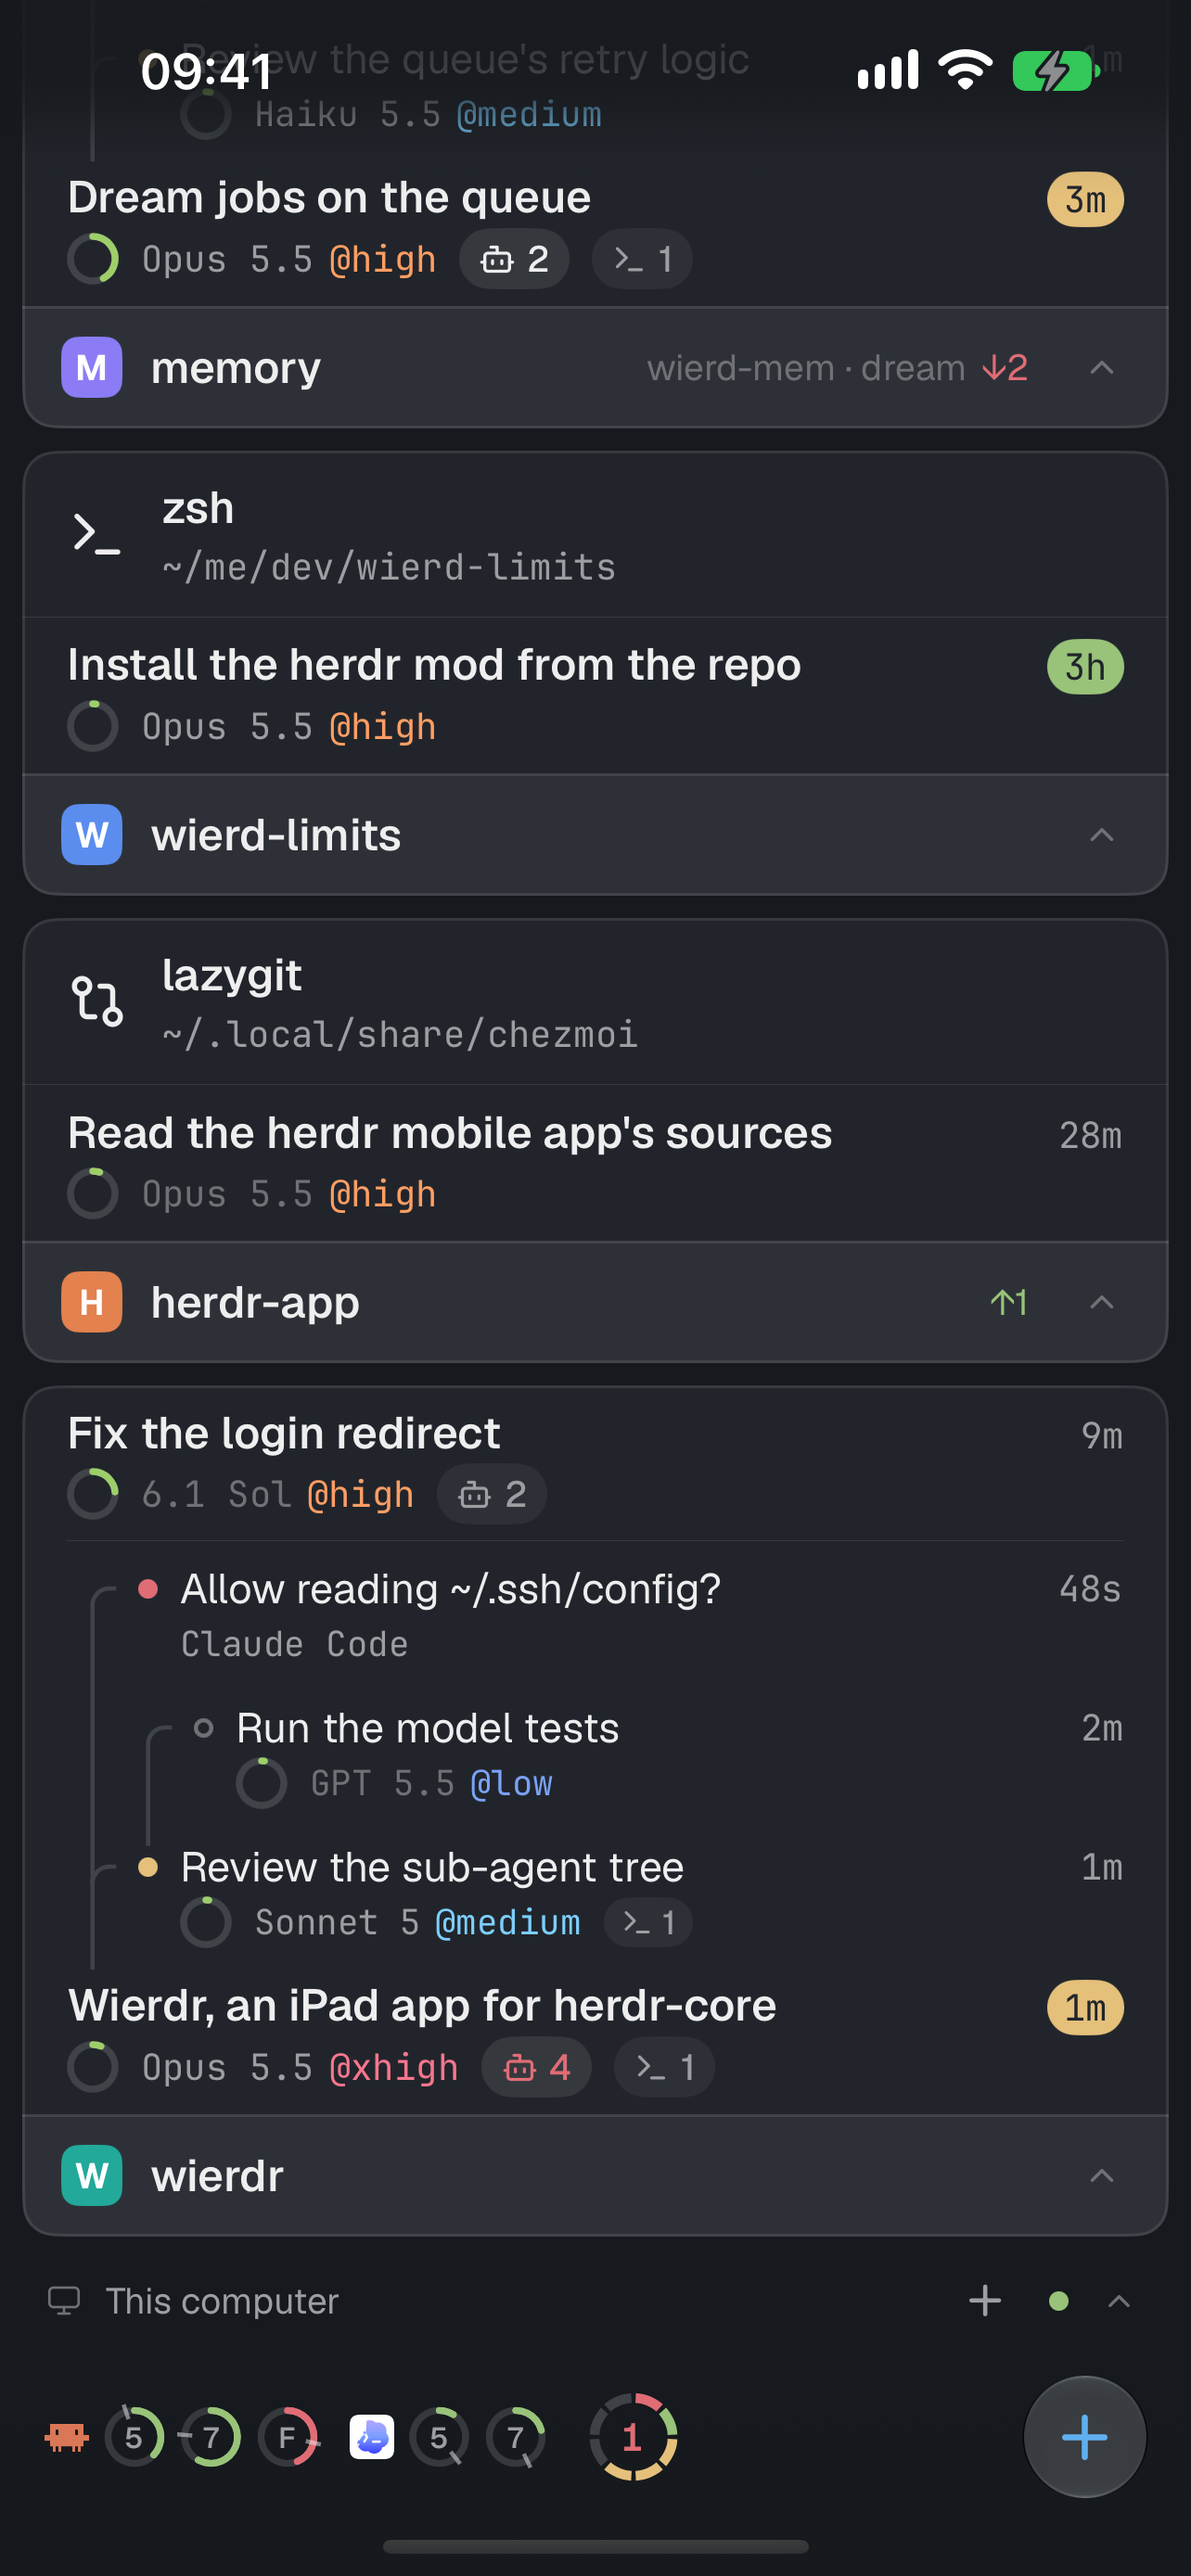 Review the queue's retry logic 1m
09:41
Haiku 5.5 @medium
Dream jobs on the queue 3m
Opus 5.5 @high 2 >_ 1
M memory wierd-mem · dream ↓2
zsh
~/me/dev/wierd-limits
Install the herdr mod from the repo 3h
Opus 5.5 @high
W wierd-limits
lazygit
~/.local/share/chezmoi
Read the herdr mobile app's sources 28m
Opus 5.5 @high
H herdr-app ↑1
Fix the login redirect 9m
6.1 Sol @high 2
Allow reading ~/.ssh/config? 48s
Claude Code
Run the model tests 2m
GPT 5.5 @low
Review the sub-agent tree 1m
Sonnet 5 @medium >_ 1
Wierdr, an iPad app for herdr-core 1m
Opus 5.5 @xhigh 4 >_ 1
W wierdr
This computer
5 7 F 5 7 1